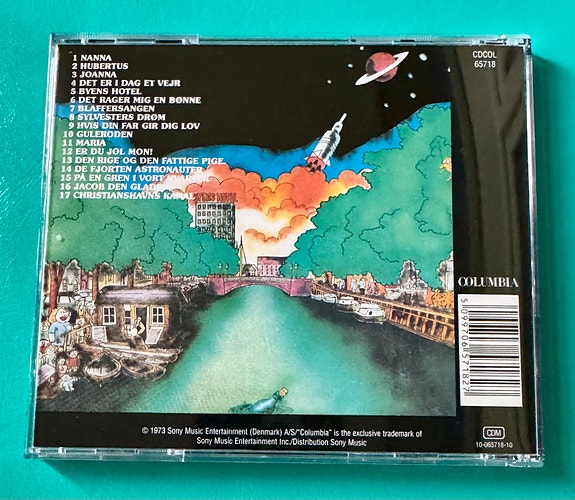 1 NANNA
2 HUBERTUS
3 JOANNA
4 DET ER I DAG ET VEJR
5 BYENS HOTEL
6 DET RAGER MIG EN BØNNE
7 BLAFFERSANGEN
8 SYLVESTERS DRØM
9 HVIS DIN FAR GIR DIG LOV
10 GULERODEN
11 MARIA
12 ER DU JOL MON!
13 DEN RIGE OG DEN FATTIGE PIGE
14 DE FJORTEN ASTRONAUTER
15 PÅ EN GREN I VORT KVARTER
16 JACOB DEN GLADE
17 CHRISTIANSHAVNS KANAL
CDCOL
65718
COLUMBIA
5099706571827
© 1973 Sony Music Entertainment (Denmark) A/S/"Columbia" is the exclusive trademark of
Sony Music Entertainment Inc./Distribution Sony Music
CDM
10-065718-10